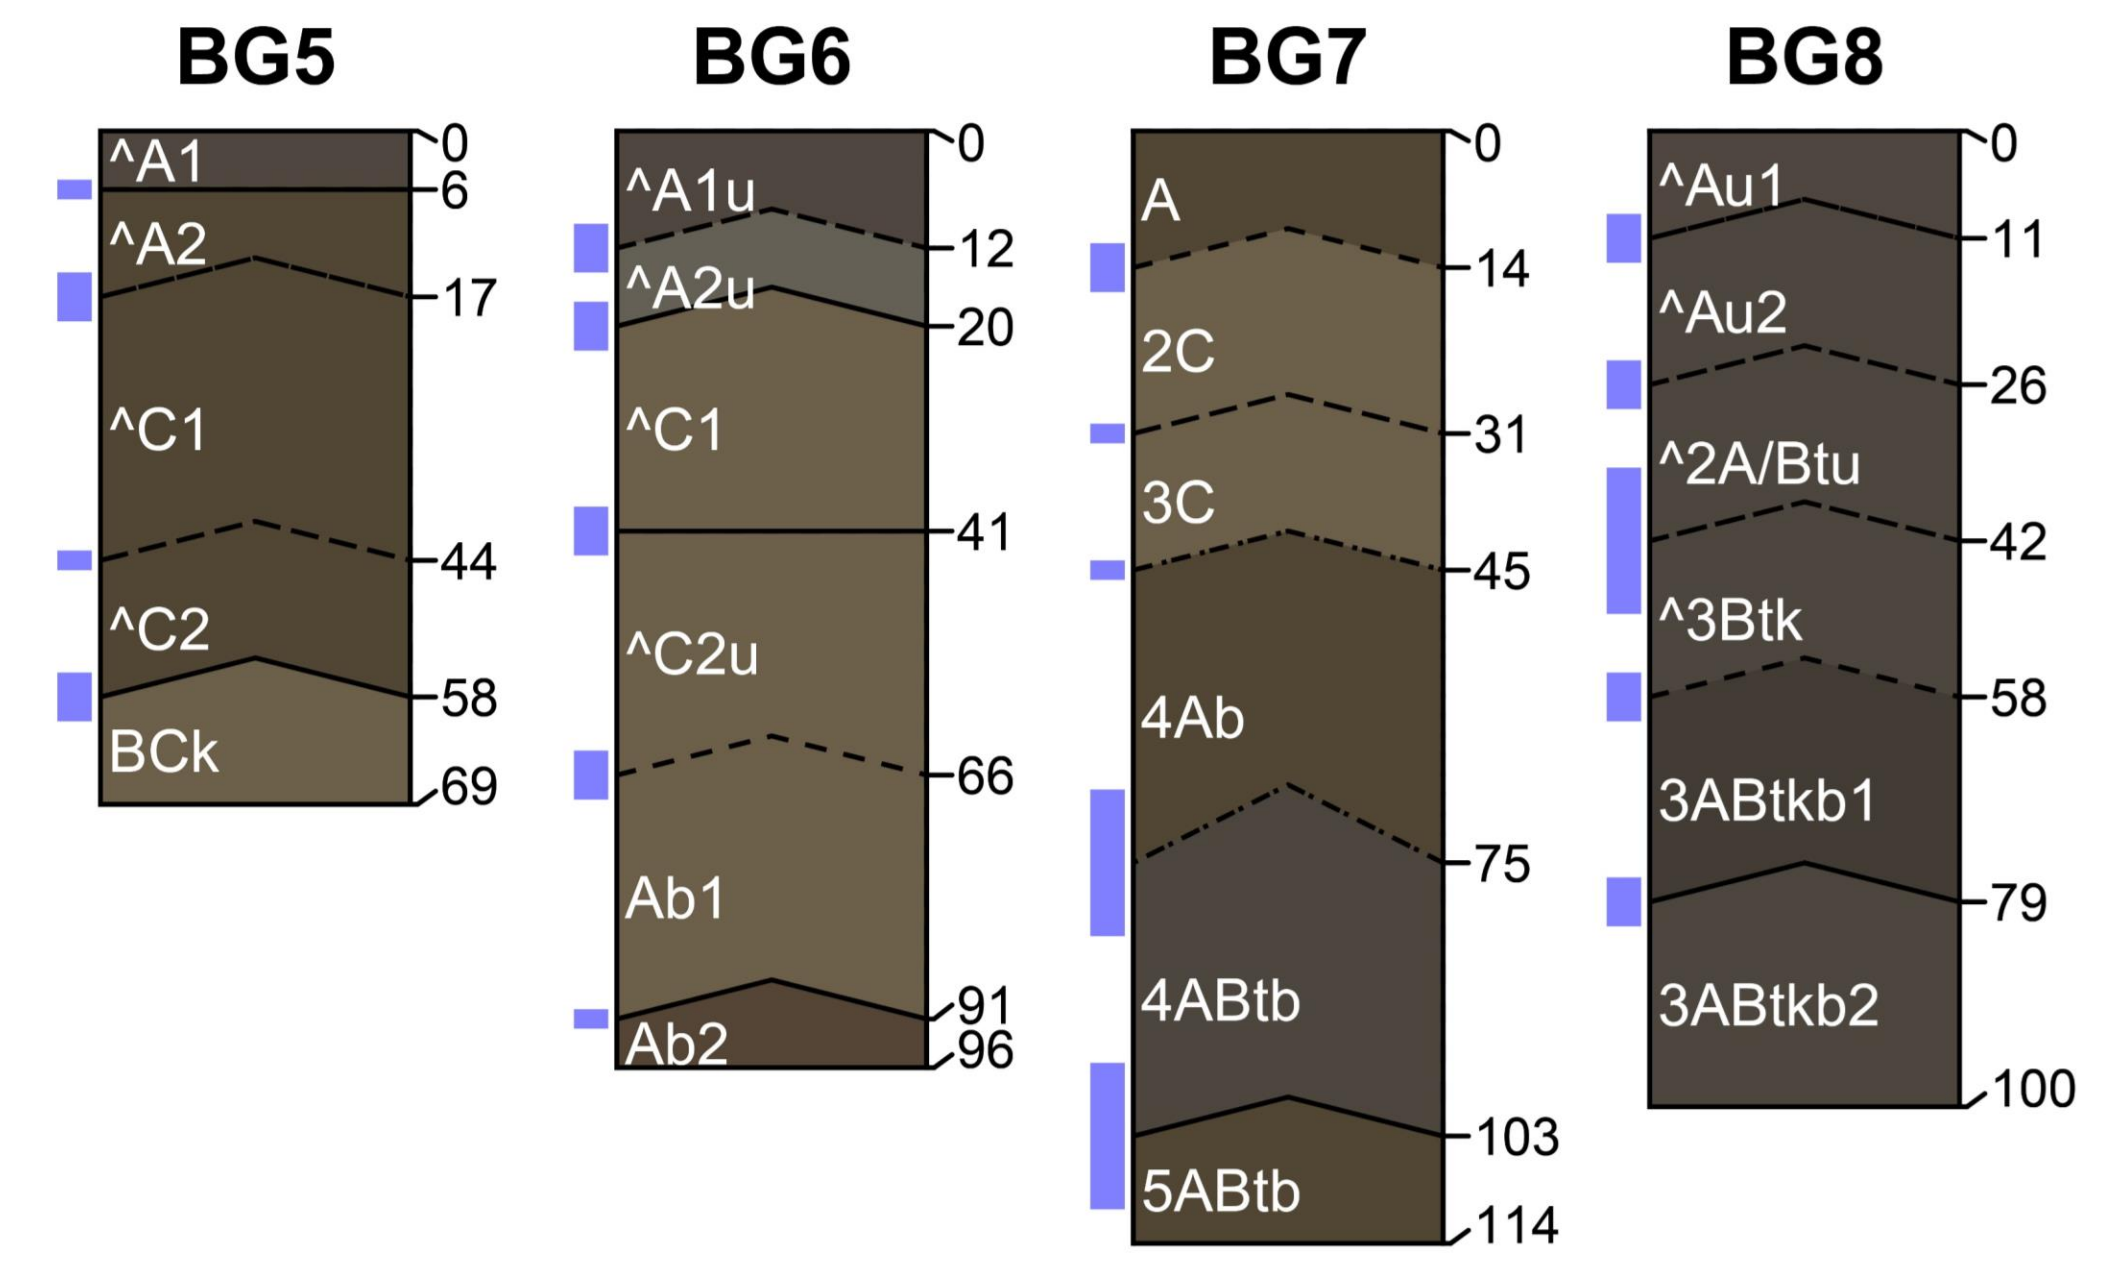 BG5
0
^A1
6
^A2
17
^C1
44
^C2
58
BCk
69
BG6
0
^A1u
12
^A2u
20
^C1
41
^C2u
66
Ab1
91
Ab2
96
BG7
0
A
14
2C
31
3C
45
4Ab
75
4ABtb
103
5ABtb
114
BG8
0
^Au1
11
^Au2
26
^2A/Btu
42
^3Btk
58
3ABtkb1
79
3ABtkb2
100